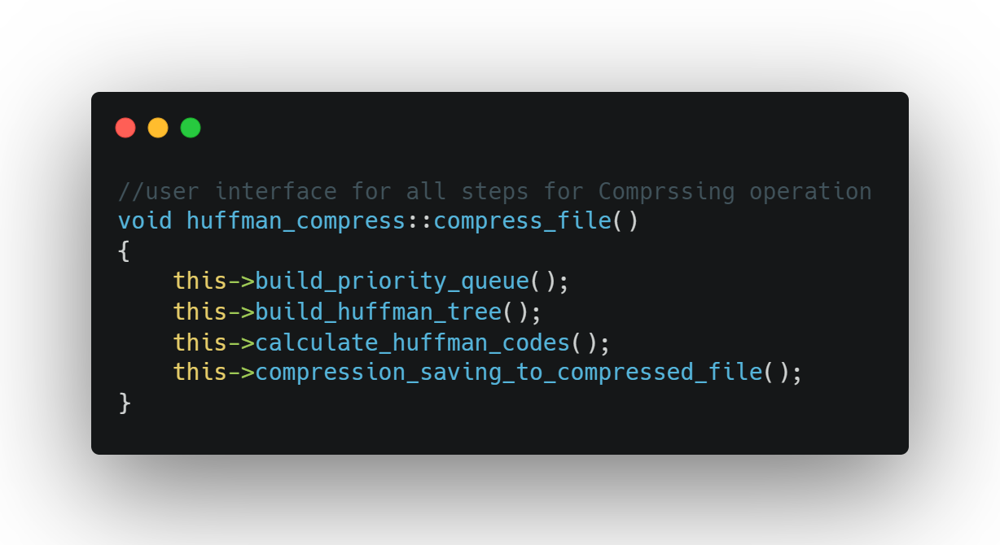 //user interface for all steps for Comprssing operation
void huffman_compress::compress_file()
{
    this->build_priority_queue();
    this->build_huffman_tree();
    this->calculate_huffman_codes();
    this->compression_saving_to_compressed_file();
}